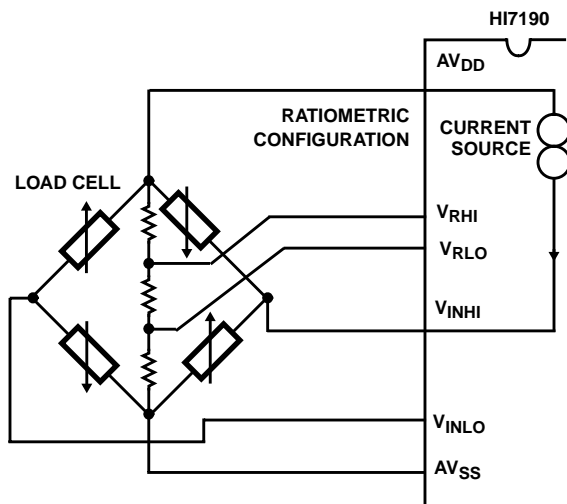 HI7190
AVDD
RATIOMETRIC
CONFIGURATION
CURRENT
SOURCE
LOAD CELL
VRHI
VRLO
VINHI
VINLO
AVSS